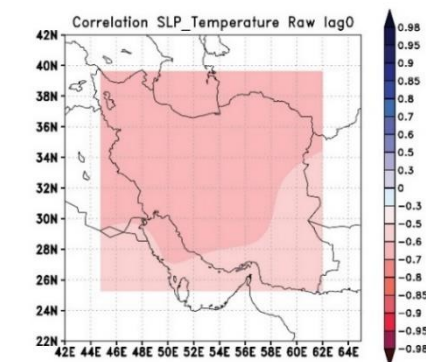 Correlation SLP_Temperature Raw lag0
42N
40N
38N
36N
34N
32N
30N
28N
26N
24N
22N
42E 44E 46E 48E 50E 52E 54E 56E 58E 60E 62E 64E
0.98
0.95
0.9
0.85
0.8
0.7
0.6
0.5
0.3
0
-0.3
-0.5
-0.6
-0.7
-0.8
-0.85
-0.9
-0.95
-0.98